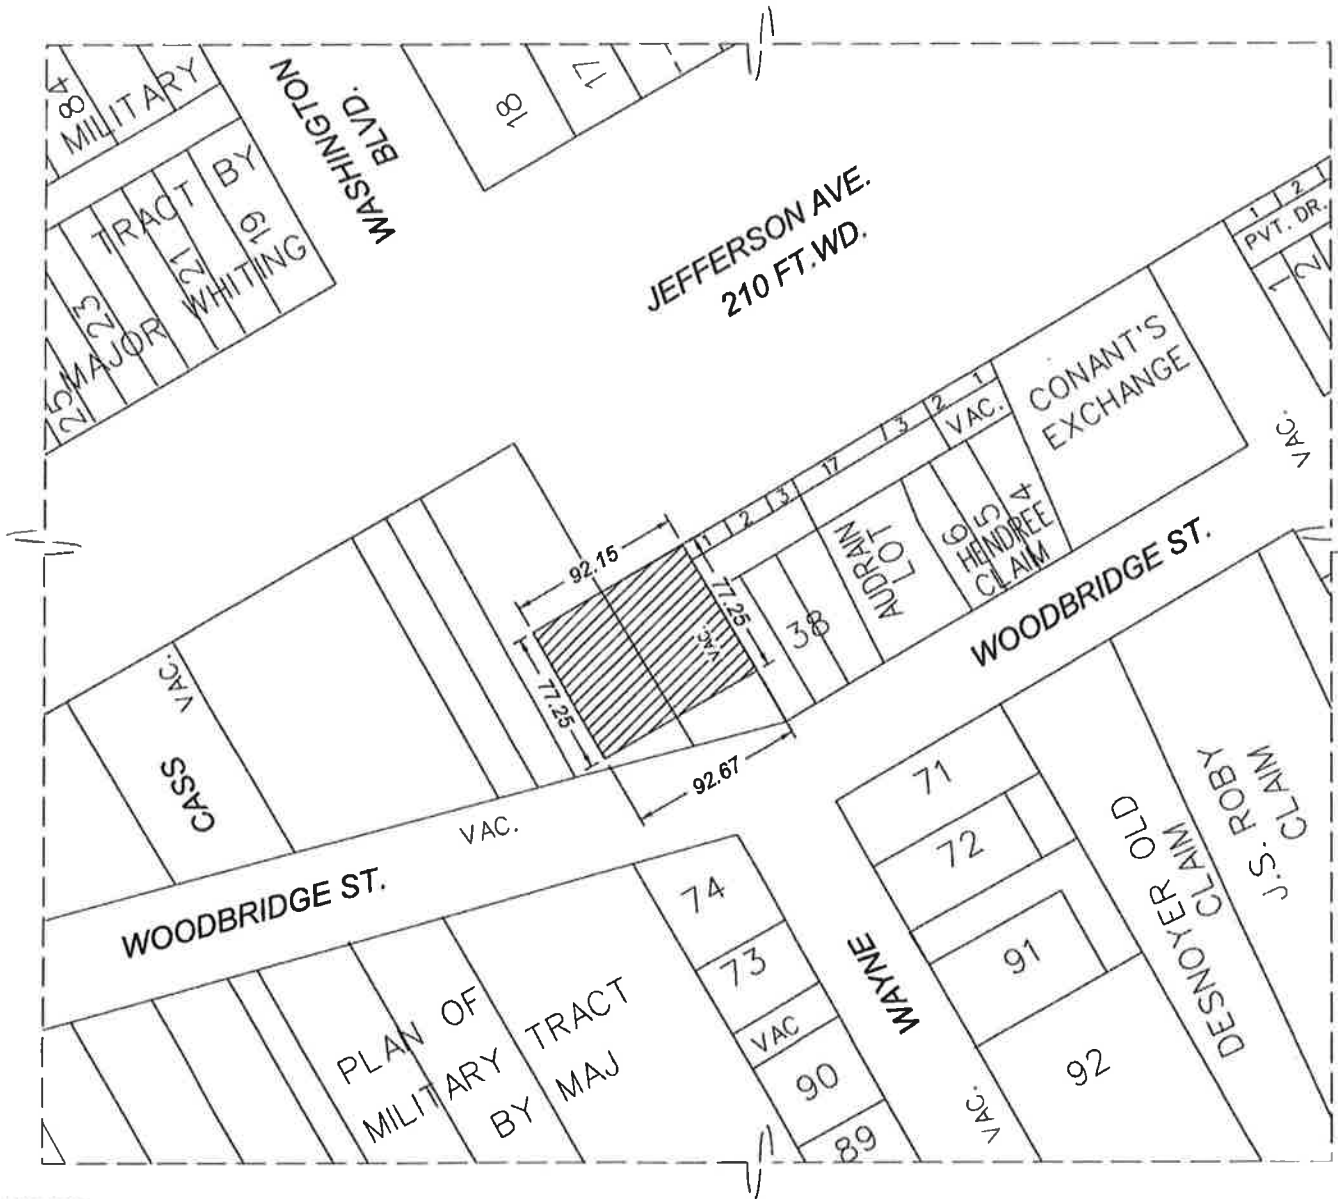 84
MILITARY
TRACT BY
19
21
23
25
MAJOR WHITING
WASHINGTON
BLVD.
18
17
JEFFERSON AVE.
210 FT.WD.
1 2
PVT. DR.
1 2
CONANT'S
EXCHANGE
VAC.
1 2 3
17
3
2 1
VAC.
AUDRAIN
LOT
6 5 4
HENDREE
CLAIM
38
92.15
77.25
77.25
VAC.
92.67
WOODBRIDGE ST.
VAC.
CASS
VAC.
WOODBRIDGE ST.
PLAN OF
MILITARY TRACT
BY MAJ
74
73
VAC
90
89
WAYNE
VAC.
71
72
91
92
DESNOYER OLD
CLAIM
J.S. ROBY
CLAIM